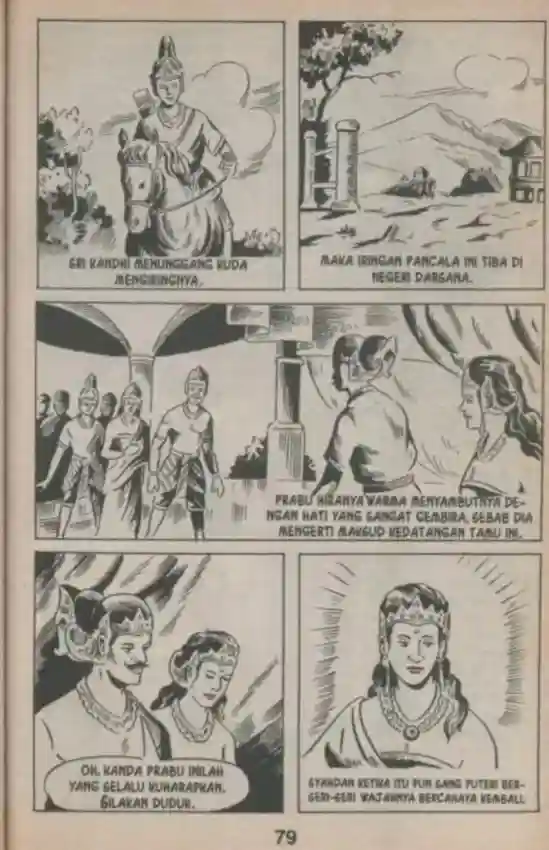 SRI KANDHI MENUNGGANG KUDA
MENGIRINGNYA.
MAKA IRINGAN PANCALA INI TIBA DI
NEGERI DARSANA.
PRABU HIRANYA WARMA MENYAMBUTNYA DE-
NGAN HATI YANG SANGAT GEMBIRA. SEBAB DIA
MENGERTI MAKSUD KEDATANGAN TAMU INI.
OH, KANDA PRABU INILAH
YANG SELALU KUHARAPKAN.
SILAKAN DUDUK.
SYAHDAN KETIKA ITU PUN SANG PUTERI BER-
SERI-SERI WAJAHNYA BERCAHAYA KEMBALI.
79